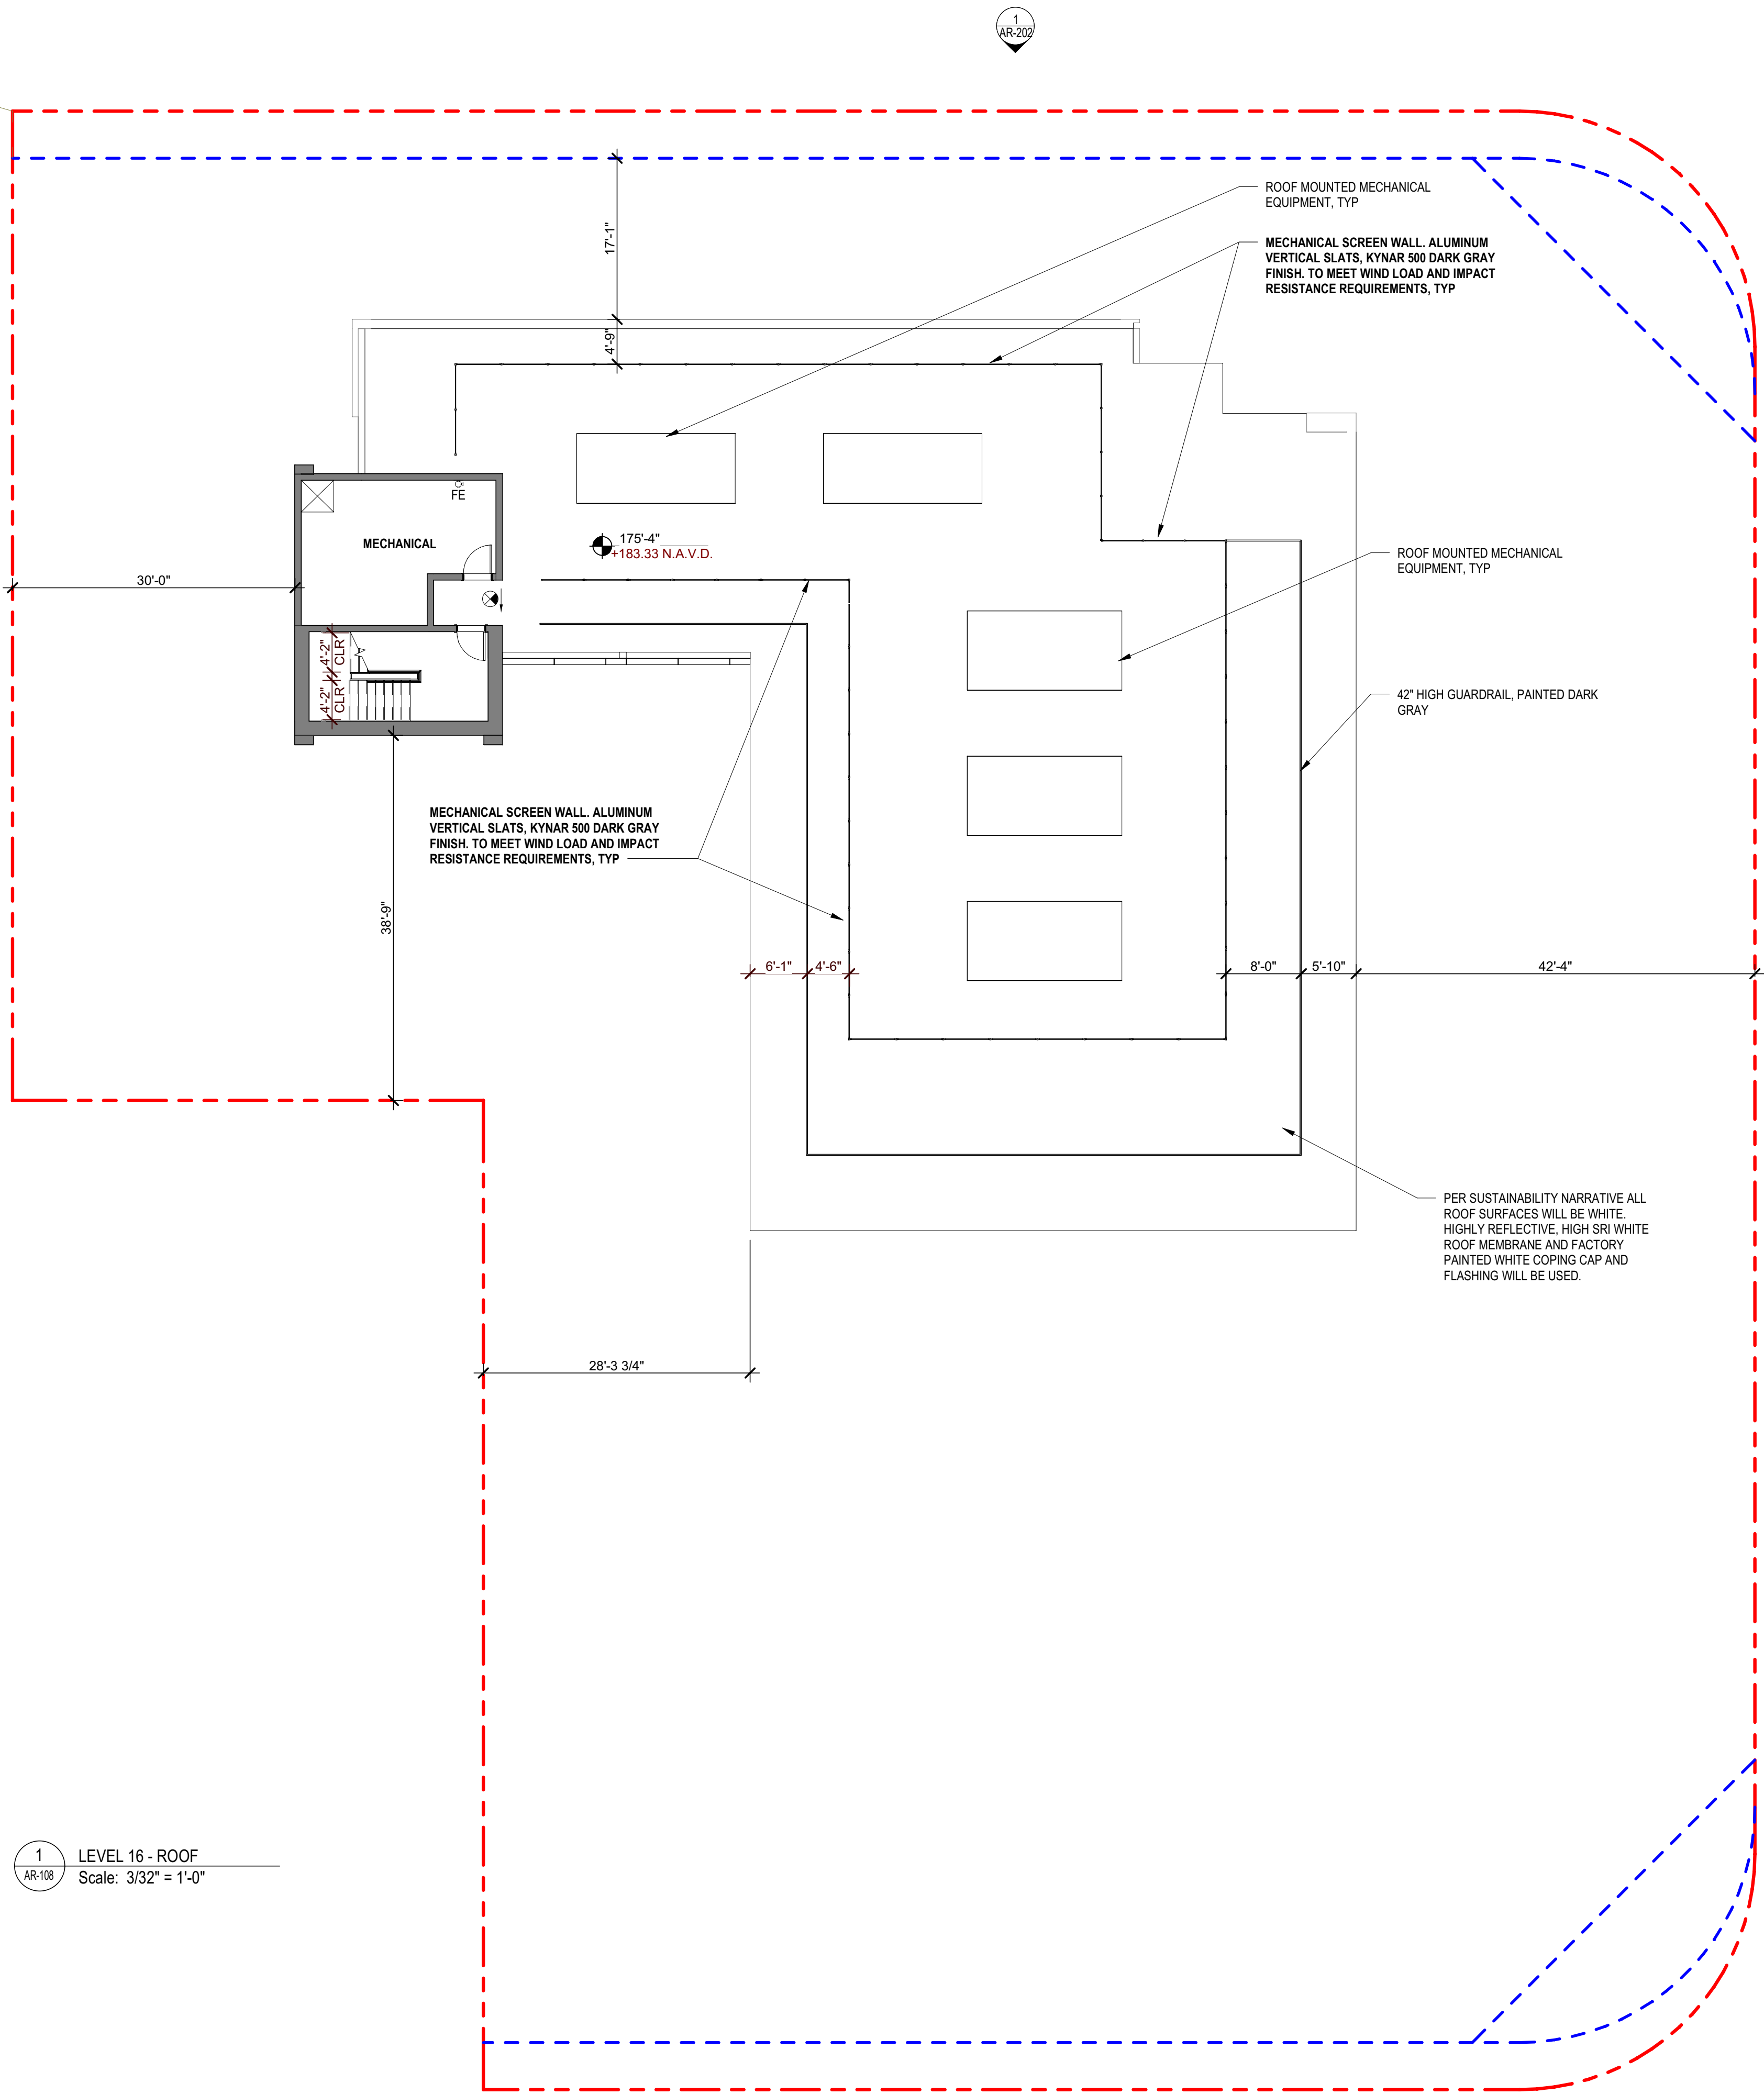 1
AR-202
ROOF MOUNTED MECHANICAL
EQUIPMENT, TYP
MECHANICAL SCREEN WALL. ALUMINUM
VERTICAL SLATS, KYNAR 500 DARK GRAY
FINISH. TO MEET WIND LOAD AND IMPACT
RESISTANCE REQUIREMENTS, TYP
17'-1"
4'-9"
FE
MECHANICAL
175'-4"
+183.33 N.A.V.D.
ROOF MOUNTED MECHANICAL
EQUIPMENT, TYP
30'-0"
4'-2"
CLR
4'-2"
CLR
42" HIGH GUARDRAIL, PAINTED DARK
GRAY
MECHANICAL SCREEN WALL. ALUMINUM
VERTICAL SLATS, KYNAR 500 DARK GRAY
FINISH. TO MEET WIND LOAD AND IMPACT
RESISTANCE REQUIREMENTS, TYP
38'-9"
6'-1"
4'-6"
8'-0"
5'-10"
42'-4"
PER SUSTAINABILITY NARRATIVE ALL
ROOF SURFACES WILL BE WHITE.
HIGHLY REFLECTIVE, HIGH SRI WHITE
ROOF MEMBRANE AND FACTORY
PAINTED WHITE COPING CAP AND
FLASHING WILL BE USED.
28'-3 3/4"
1
AR-108
LEVEL 16 - ROOF
Scale: 3/32" = 1'-0"